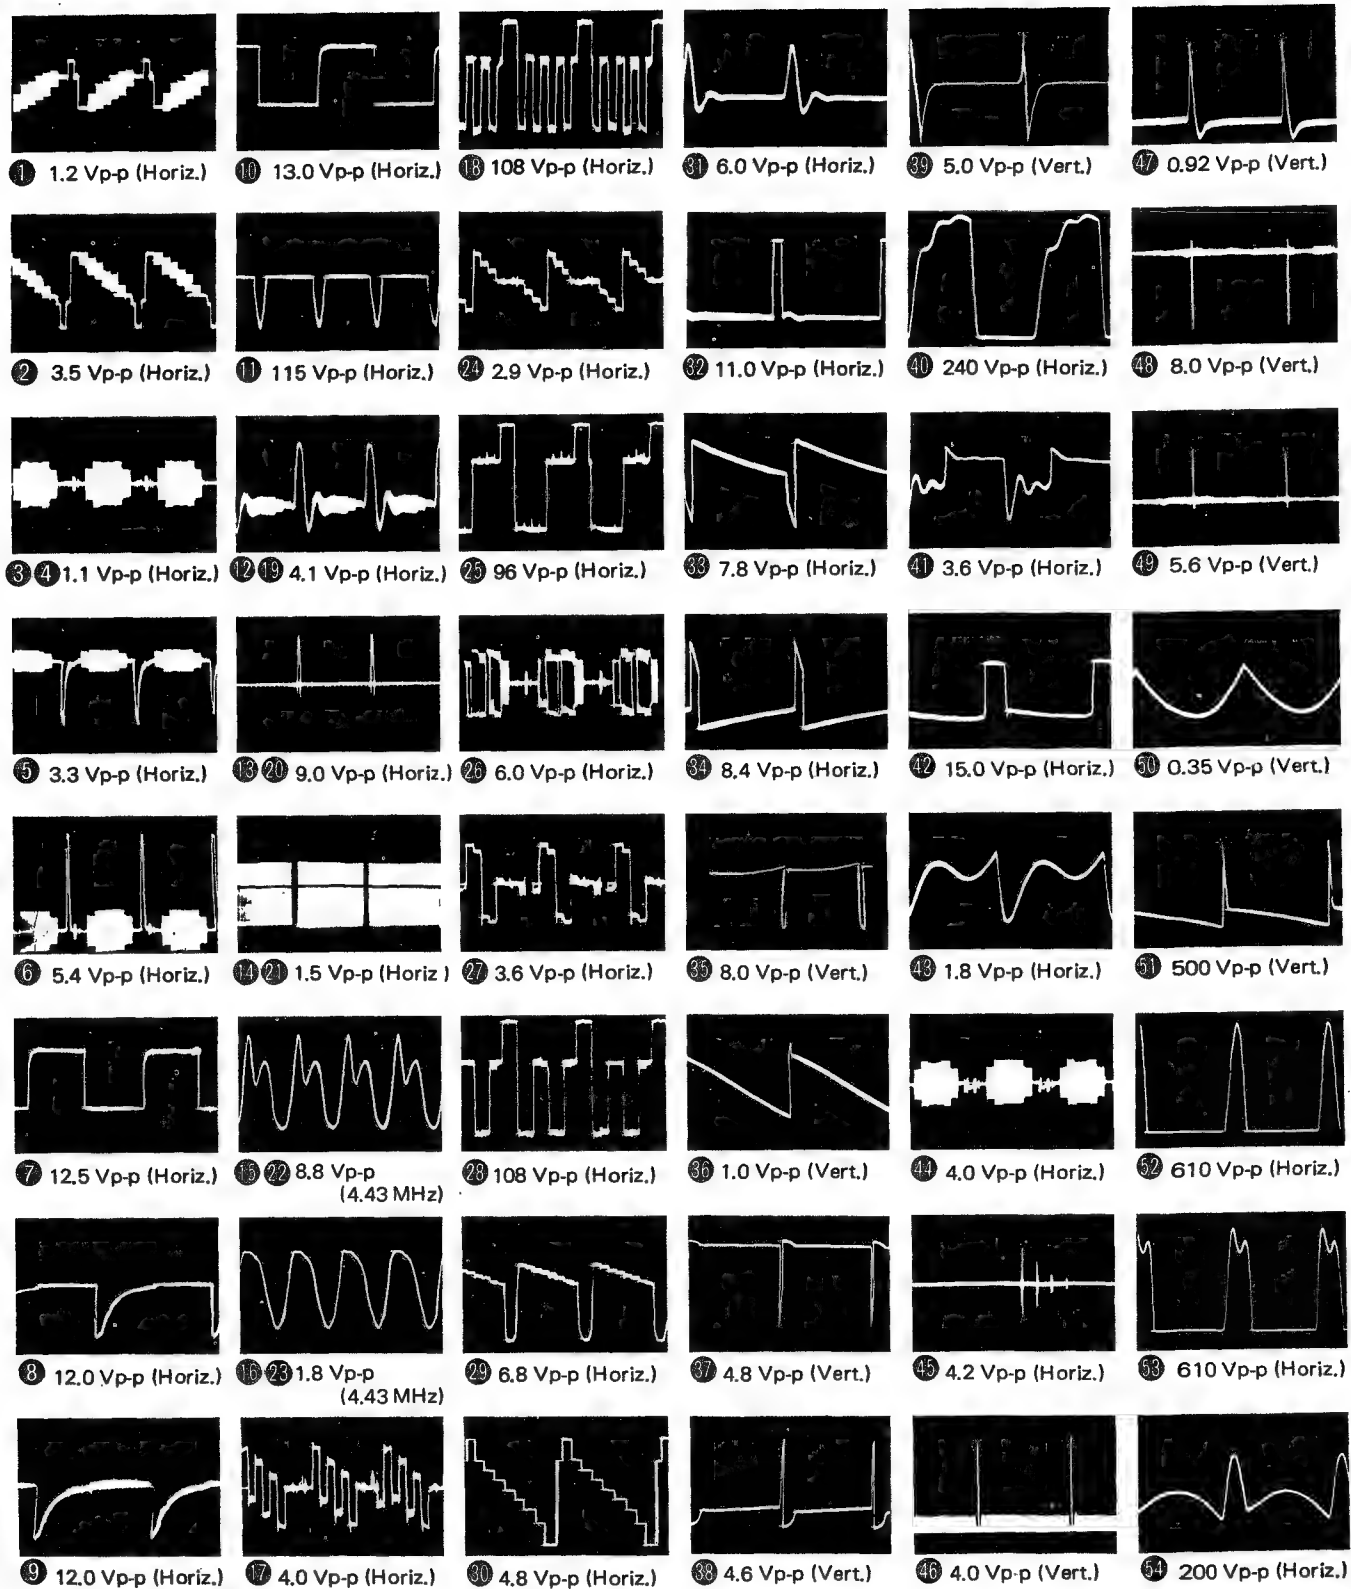 1 1.2 Vp-p (Horiz.)
10 13.0 Vp-p (Horiz.)
18 108 Vp-p (Horiz.)
31 6.0 Vp-p (Horiz.)
39 5.0 Vp-p (Vert.)
47 0.92 Vp-p (Vert.)
2 3.5 Vp-p (Horiz.)
11 115 Vp-p (Horiz.)
24 2.9 Vp-p (Horiz.)
32 11.0 Vp-p (Horiz.)
40 240 Vp-p (Horiz.)
48 8.0 Vp-p (Vert.)
3 4 1.1 Vp-p (Horiz.)
12 19 4.1 Vp-p (Horiz.)
25 96 Vp-p (Horiz.)
33 7.8 Vp-p (Horiz.)
41 3.6 Vp-p (Horiz.)
49 5.6 Vp-p (Vert.)
5 3.3 Vp-p (Horiz.)
13 20 9.0 Vp-p (Horiz.)
26 6.0 Vp-p (Horiz.)
34 8.4 Vp-p (Horiz.)
42 15.0 Vp-p (Horiz.)
50 0.35 Vp-p (Vert.)
6 5.4 Vp-p (Horiz.)
14 21 1.5 Vp-p (Horiz )
27 3.6 Vp-p (Horiz.)
35 8.0 Vp-p (Vert.)
43 1.8 Vp-p (Horiz.)
51 500 Vp-p (Vert.)
7 12.5 Vp-p (Horiz.)
15 22 8.8 Vp-p
(4.43 MHz)
28 108 Vp-p (Horiz.)
36 1.0 Vp-p (Vert.)
44 4.0 Vp-p (Horiz.)
52 610 Vp-p (Horiz.)
8 12.0 Vp-p (Horiz.)
16 23 1.8 Vp-p
(4.43 MHz)
29 6.8 Vp-p (Horiz.)
37 4.8 Vp-p (Vert.)
45 4.2 Vp-p (Horiz.)
53 610 Vp-p (Horiz.)
9 12.0 Vp-p (Horiz.)
17 4.0 Vp-p (Horiz.)
30 4.8 Vp-p (Horiz.)
38 4.6 Vp-p (Vert.)
46 4.0 Vp-p (Vert.)
54 200 Vp-p (Horiz.)